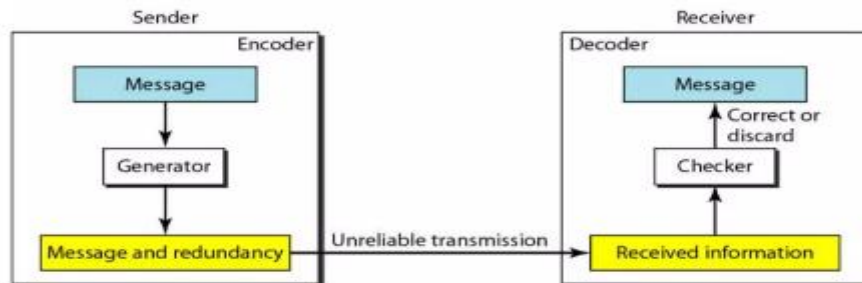 Sender
Receiver
Encoder
Decoder
Message
Message
Correct or
discard
Generator
Checker
Unreliable transmission
Message and redundancy
Received information